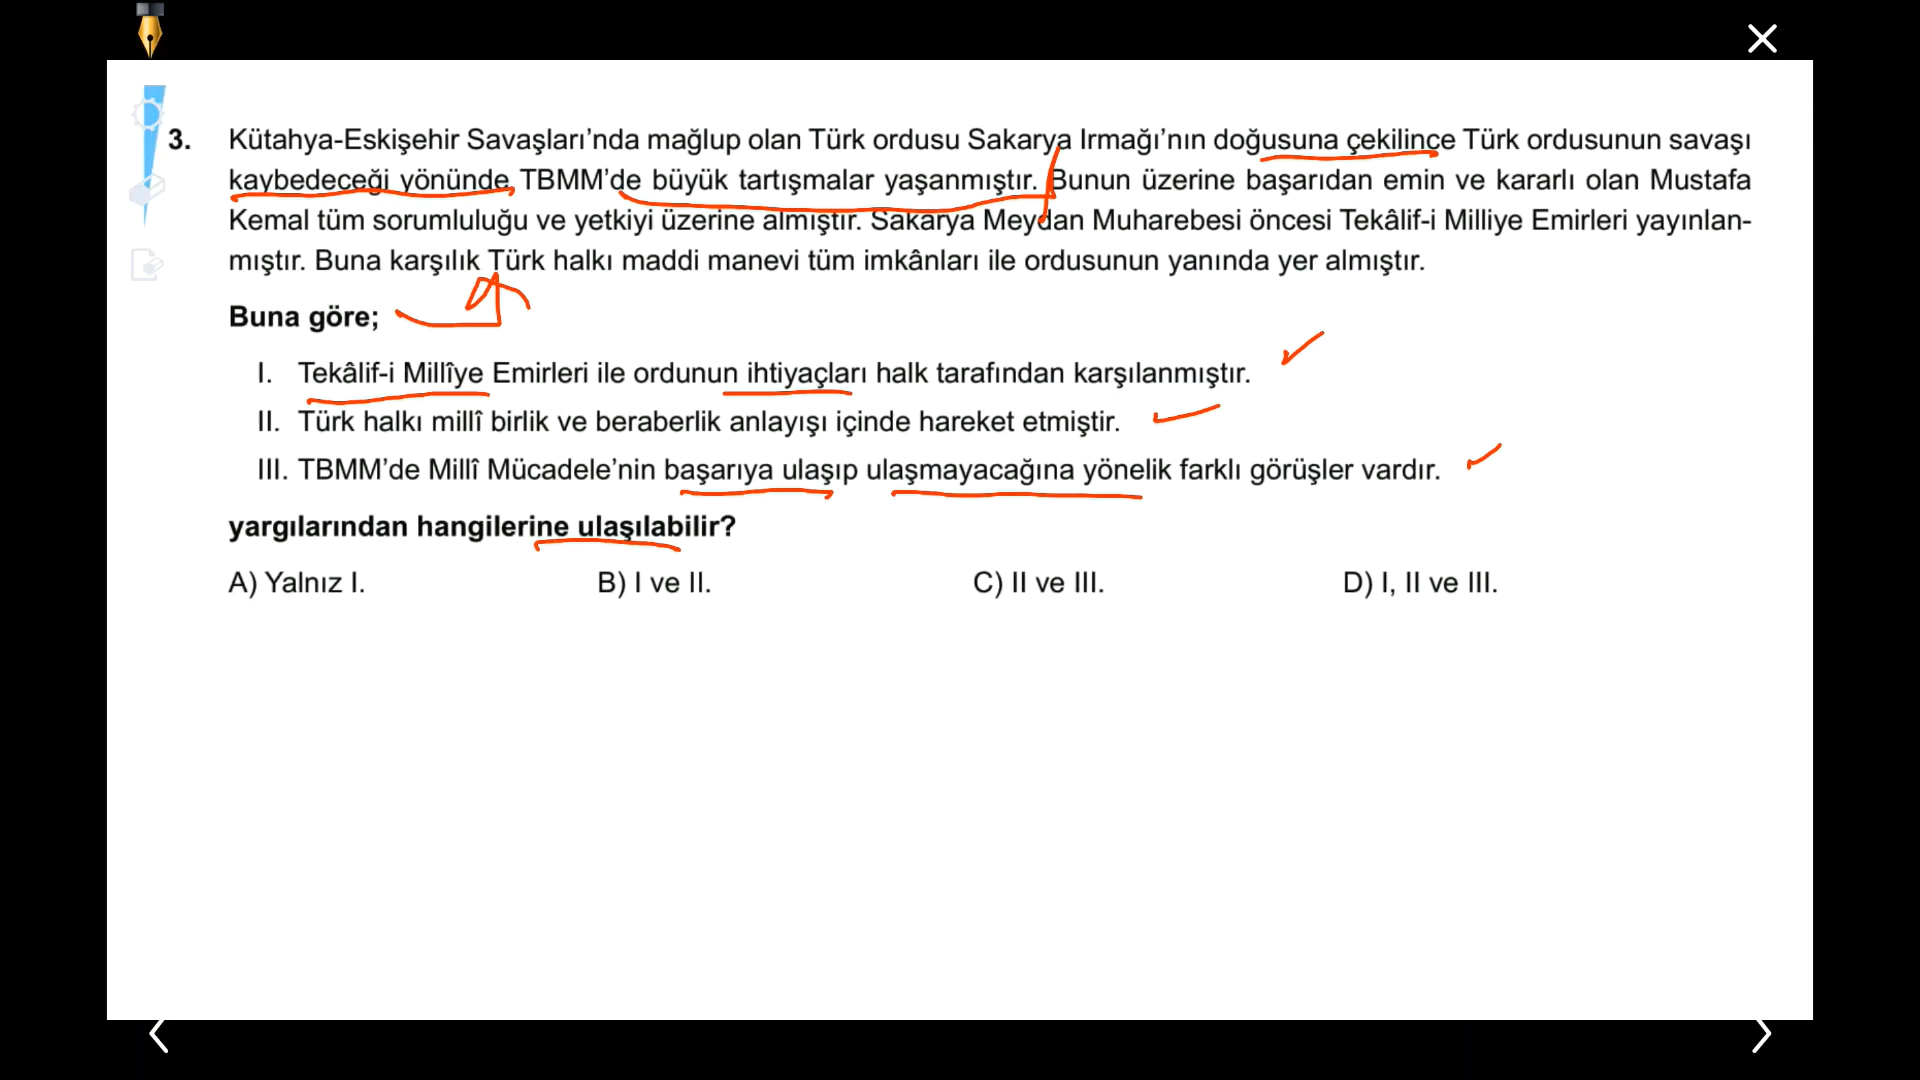 3. Kütahya-Eskişehir Savaşları’nda mağlup olan Türk ordusu Sakarya Irmağı’nın doğusuna çekilince Türk ordusunun savaşı
kaybedeceği yönünde TBMM’de büyük tartışmalar yaşanmıştır. Bunun üzerine başarıdan emin ve kararlı olan Mustafa
Kemal tüm sorumluluğu ve yetkiyi üzerine almıştır. Sakarya Meydan Muharebesi öncesi Tekâlif-i Milliye Emirleri yayınlan-
mıştır. Buna karşılık Türk halkı maddi manevi tüm imkânları ile ordusunun yanında yer almıştır.
Buna göre;
I. Tekâlif-i Millîye Emirleri ile ordunun ihtiyaçları halk tarafından karşılanmıştır.
II. Türk halkı millî birlik ve beraberlik anlayışı içinde hareket etmiştir.
III. TBMM’de Millî Mücadele’nin başarıya ulaşıp ulaşmayacağına yönelik farklı görüşler vardır.
yargılarından hangilerine ulaşılabilir?
A) Yalnız I. B) I ve II. C) II ve III. D) I, II ve III.